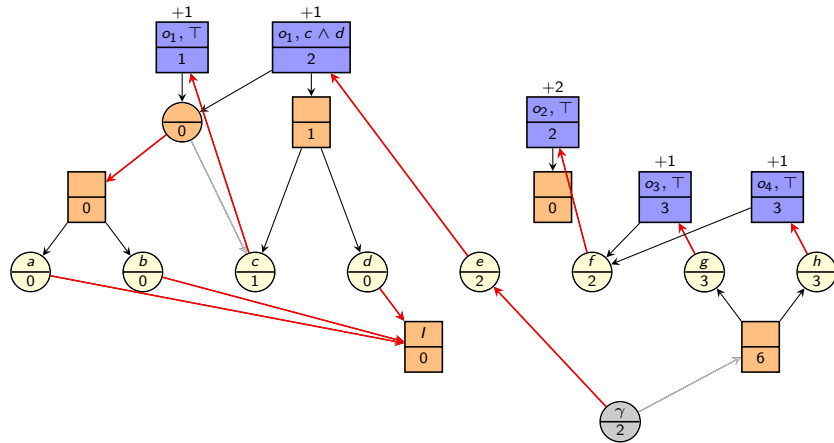 +1 +1
o₁, ⊤ o₁, c ∧ d
1 2
+2
o₂, ⊤
2
0
1
+1 +1
o₃, ⊤ o₄, ⊤
3 3
0
0
a b c d e f g h
0 0 1 0 2 2 3 3
I
0
6
γ
2